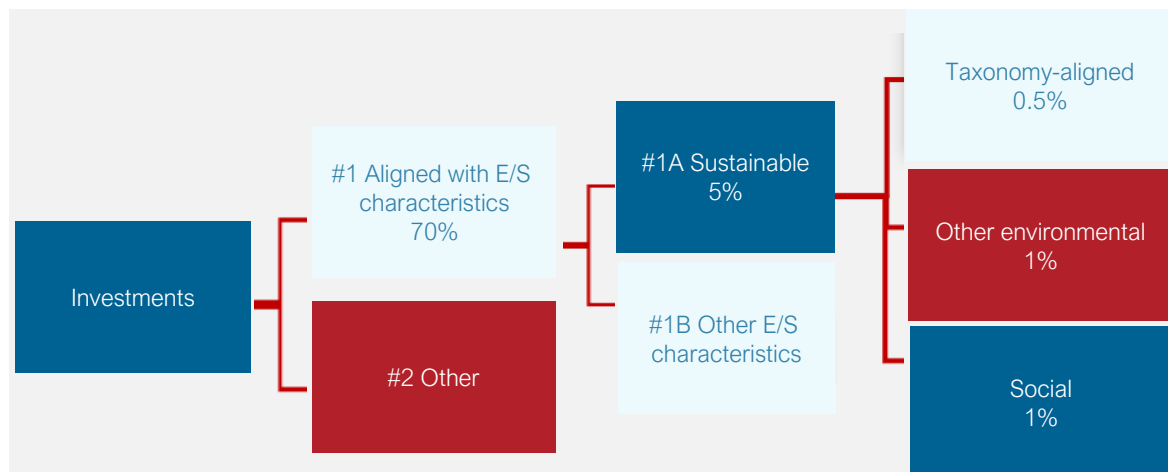 Investments
#1 Aligned with E/S
characteristics
70%
#2 Other
#1A Sustainable
5%
#1B Other E/S
characteristics
Taxonomy-aligned
0.5%
Other environmental
1%
Social
1%